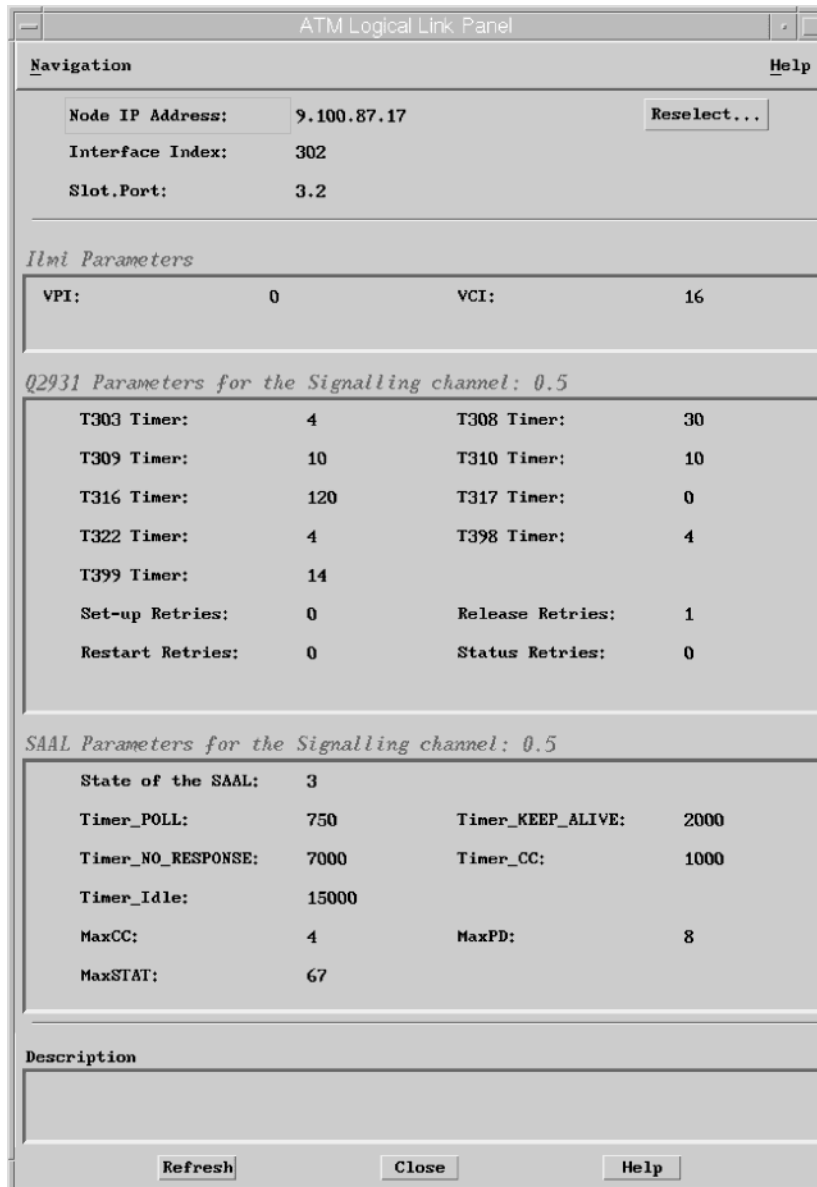 ATM Logical Link Panel
Navigation Help
Node IP Address: 9.100.87.17 Reselect...
Interface Index: 302
Slot.Port: 3.2
Ilmi Parameters
VPI: 0 VCI: 16
Q2931 Parameters for the Signalling channel: 0.5
T303 Timer: 4 T308 Timer: 30
T309 Timer: 10 T310 Timer: 10
T316 Timer: 120 T317 Timer: 0
T322 Timer: 4 T398 Timer: 4
T399 Timer: 14
Set-up Retries: 0 Release Retries: 1
Restart Retries: 0 Status Retries: 0
SAAL Parameters for the Signalling channel: 0.5
State of the SAAL: 3
Timer_POLL: 750 Timer_KEEP_ALIVE: 2000
Timer_NO_RESPONSE: 7000 Timer_CC: 1000
Timer_Idle: 15000
MaxCC: 4 MaxPD: 8
MaxSTAT: 67
Description
Refresh Close Help